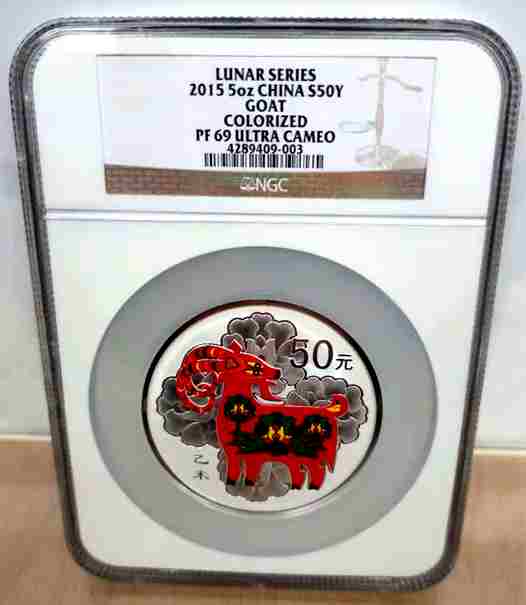 LUNAR SERIES
2015 5oz CHINA S50Y
GOAT
COLORIZED
PF 69 ULTRA CAMEO
4289409-003
NGC
50元
乙未